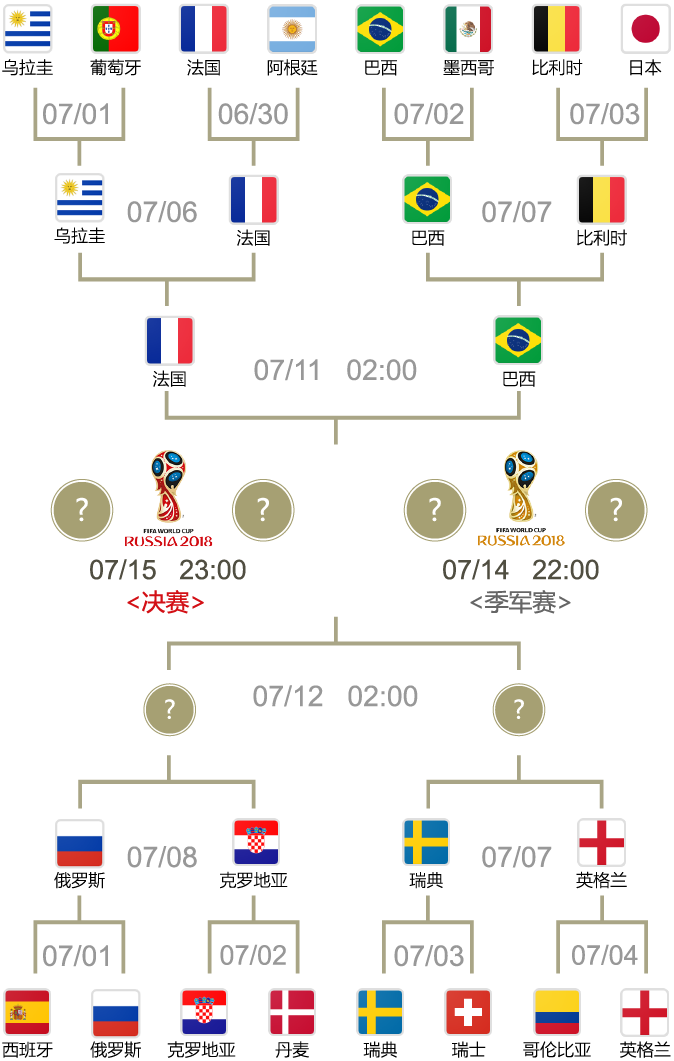 乌拉圭 葡萄牙 法国 阿根廷 巴西 墨西哥 比利时 日本
07/01 06/30 07/02 07/03
乌拉圭 07/06 法国 巴西 07/07 比利时
法国 07/11 02:00 巴西
? ? ? ?
FIFA WORLD CUP FIFA WORLD CUP
RUSSIA 2018 RUSSIA 2018
07/15 23:00 07/14 22:00
<决赛> <季军赛>
? 07/12 02:00 ?
俄罗斯 07/08 克罗地亚 瑞典 07/07 英格兰
07/01 07/02 07/03 07/04
西班牙 俄罗斯 克罗地亚 丹麦 瑞典 瑞士 哥伦比亚 英格兰